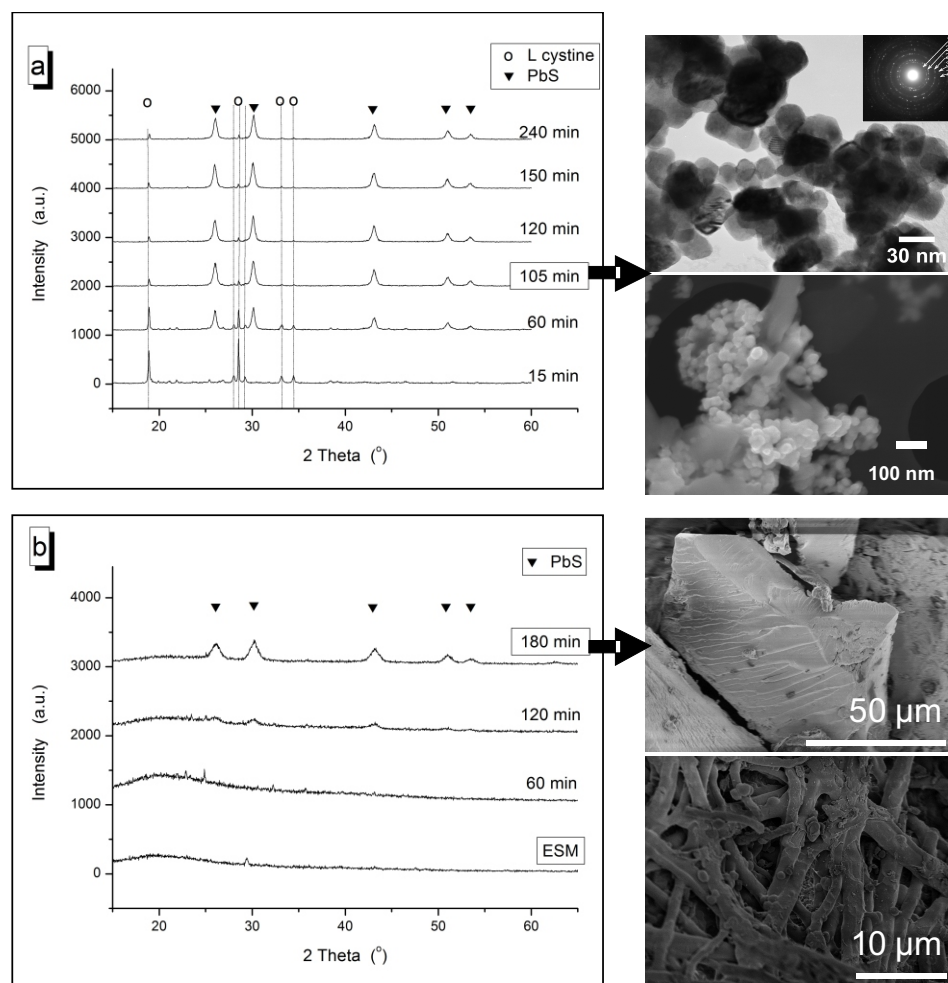 a
O L cystine
▼ PbS
O
O
O
O
6000
5000
4000
3000
2000
1000
0
Intensity (a.u.)
240 min
150 min
120 min
105 min
60 min
15 min
20
30
40
50
60
2 Theta (°)
30 nm
100 nm
b
▼ PbS
4000
3000
2000
1000
0
Intensity (a.u.)
180 min
120 min
60 min
ESM
20
30
40
50
60
2 Theta (°)
50 µm
10 µm